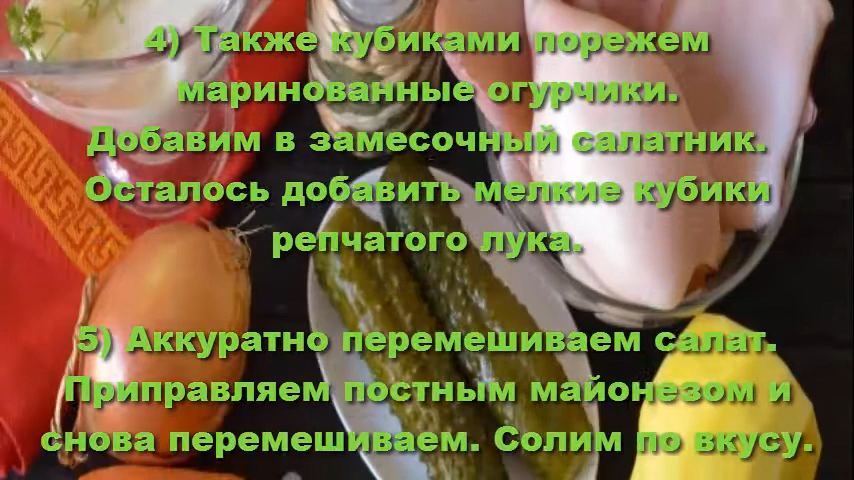 4) Также кубиками порежем
маринованные огурчики.
Добавим в замесочный салатник.
Осталось добавить мелкие кубики
репчатого лука.
5) Аккуратно перемешиваем салат.
Приправляем постным майонезом и
снова перемешиваем. Солим по вкусу.